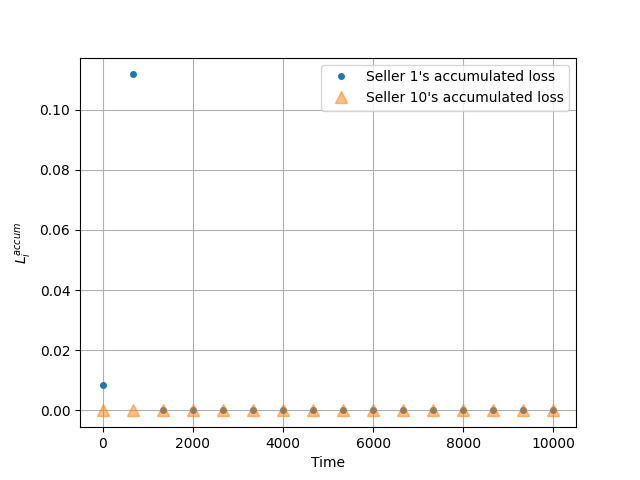 Seller 1's accumulated loss
Seller 10's accumulated loss
0.10
0.08
0.06
0.04
0.02
0.00
L_i^{accum}
0 2000 4000 6000 8000 10000
Time